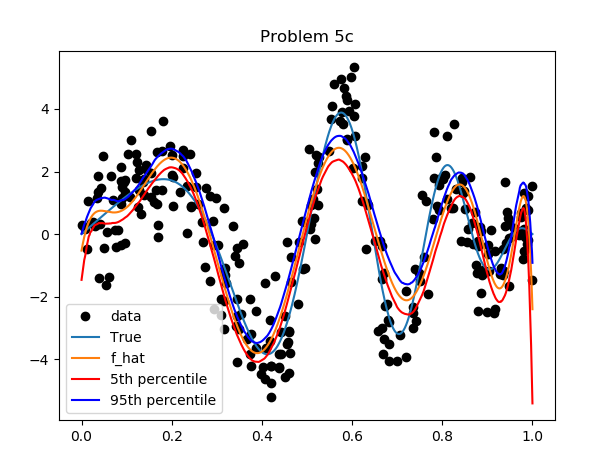 Problem 5c
4
2
0
−2
−4
data
True
f_hat
5th percentile
95th percentile
0.0 0.2 0.4 0.6 0.8 1.0